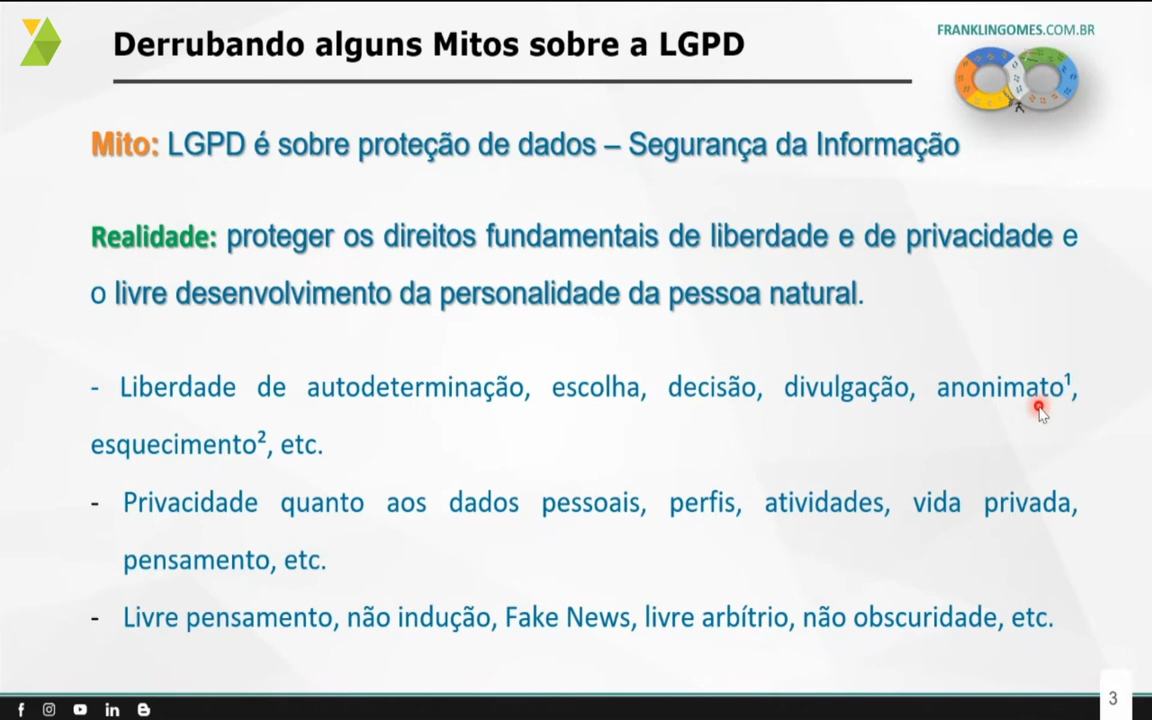 Derrubando alguns Mitos sobre a LGPD
FRANKLINGOMES.COM.BR
Mito: LGPD é sobre proteção de dados – Segurança da Informação
Realidade: proteger os direitos fundamentais de liberdade e de privacidade e
o livre desenvolvimento da personalidade da pessoa natural.
- Liberdade de autodeterminação, escolha, decisão, divulgação, anonimato¹,
esquecimento², etc.
- Privacidade quanto aos dados pessoais, perfis, atividades, vida privada,
pensamento, etc.
- Livre pensamento, não indução, Fake News, livre arbítrio, não obscuridade, etc.
3